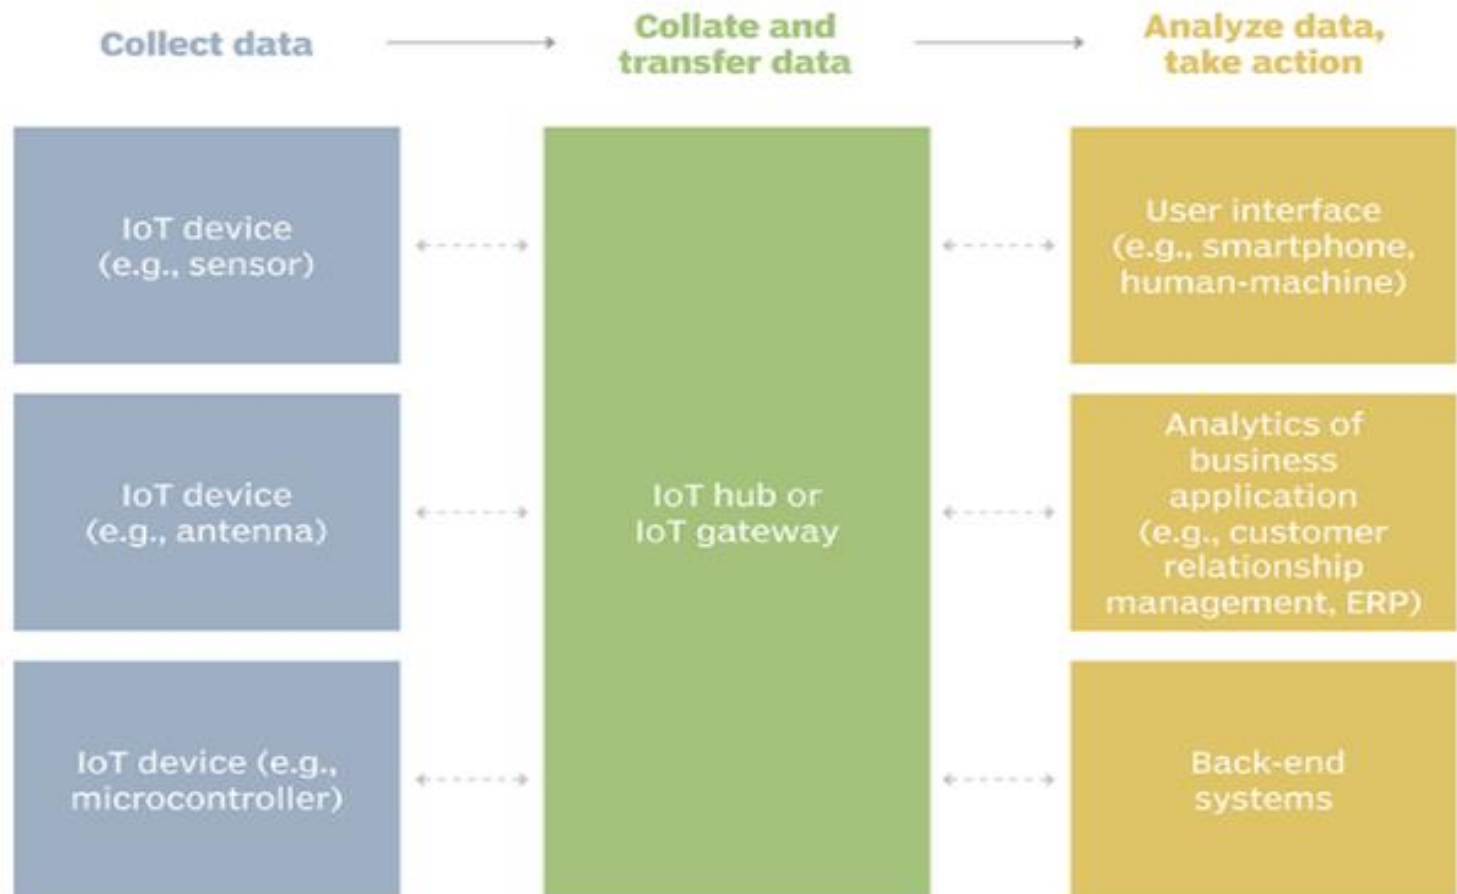 Collect data
Collate and
transfer data
Analyze data,
take action
IoT device
(e.g., sensor)
IoT device
(e.g., antenna)
IoT device (e.g.,
microcontroller)
IoT hub or
IoT gateway
User interface
(e.g., smartphone,
human-machine)
Analytics of
business
application
(e.g., customer
relationship
management, ERP)
Back-end
systems